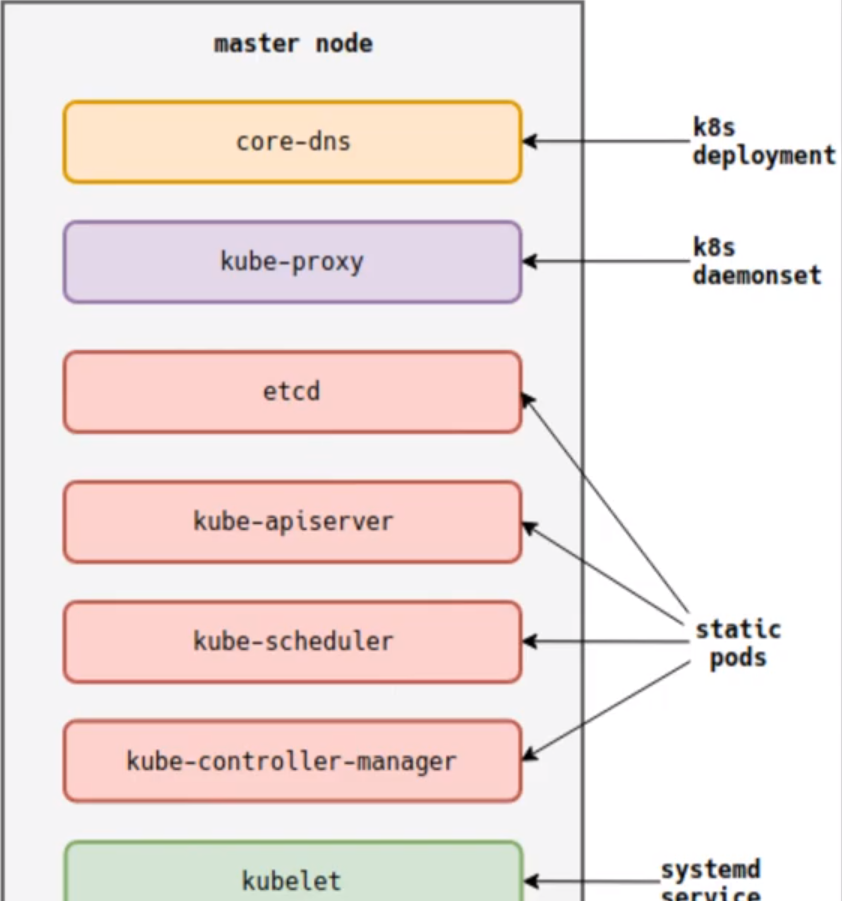 master node
core-dns
k8s
deployment
kube-proxy
k8s
daemonset
etcd
kube-apiserver
kube-scheduler
static
pods
kube-controller-manager
kubelet
systemd
service